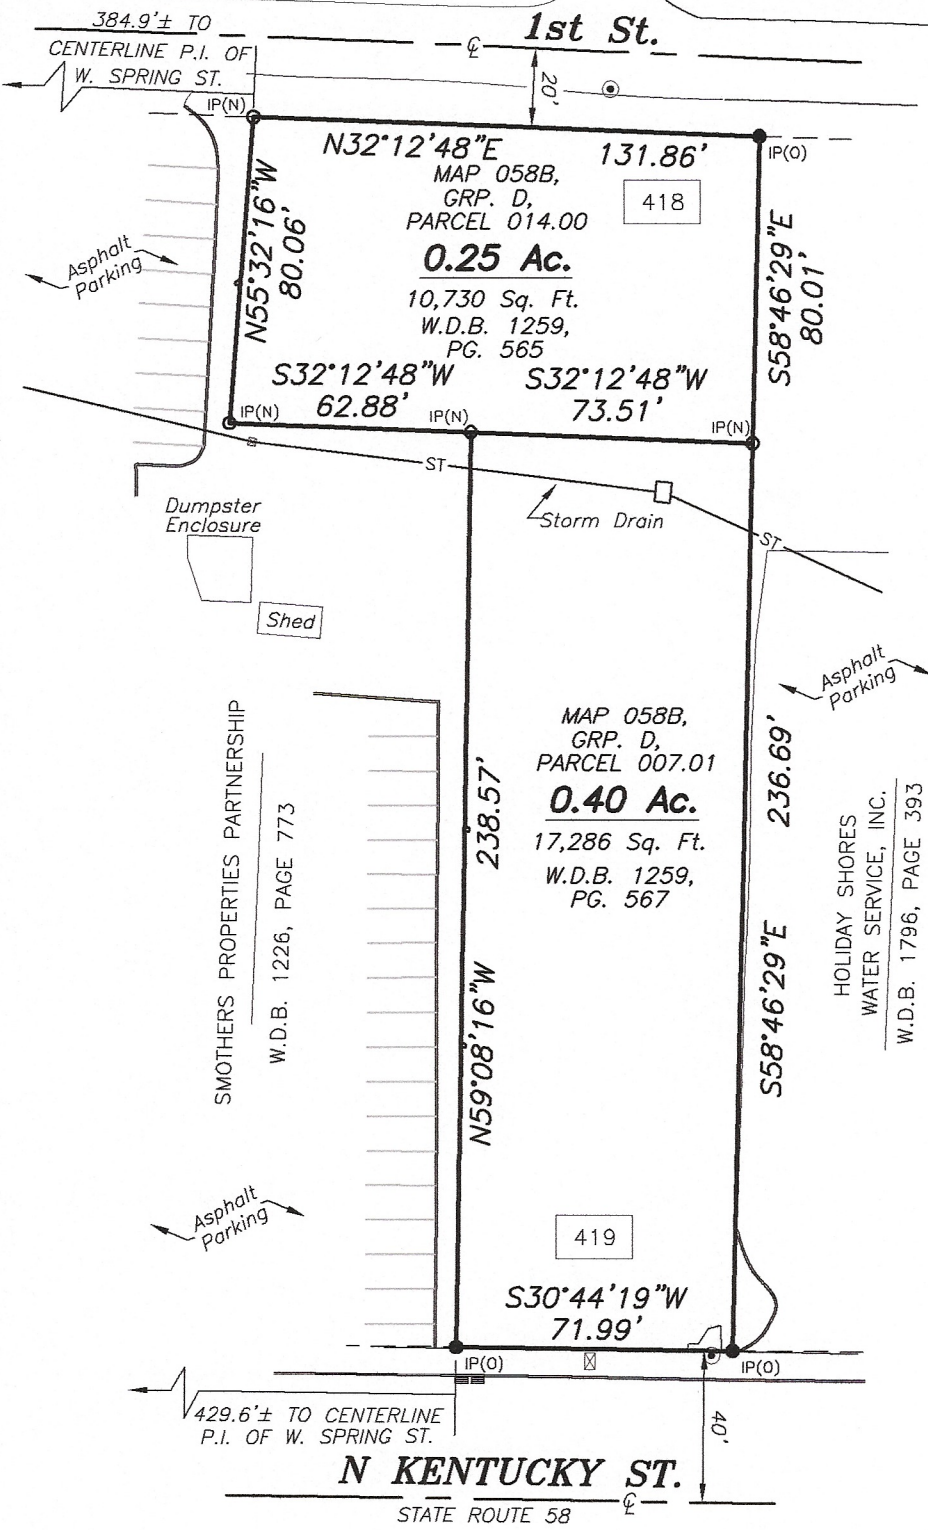 384.9'± TO
CENTERLINE P.I. OF
W. SPRING ST.
1st St.
℄
20'
IP(N)
IP(O)
N32°12'48"E 131.86'
MAP 058B,
GRP. D,
PARCEL 014.00
418
0.25 Ac.
10,730 Sq. Ft.
W.D.B. 1259,
PG. 565
N55°32'16"W
80.06'
S58°46'29"E
80.01'
Asphalt
Parking
S32°12'48"W
62.88'
S32°12'48"W
73.51'
IP(N)
IP(N)
IP(N)
ST
Storm Drain
ST
Dumpster
Enclosure
Shed
Asphalt
Parking
MAP 058B,
GRP. D,
PARCEL 007.01
0.40 Ac.
17,286 Sq. Ft.
W.D.B. 1259,
PG. 567
238.57'
N59°08'16"W
236.69'
S58°46'29"E
SMOTHERS PROPERTIES PARTNERSHIP
W.D.B. 1226, PAGE 773
HOLIDAY SHORES
WATER SERVICE, INC.
W.D.B. 1796, PAGE 393
Asphalt
Parking
419
S30°44'19"W
71.99'
IP(O)
IP(O)
429.6'± TO CENTERLINE
P.I. OF W. SPRING ST.
40'
N KENTUCKY ST.
℄
STATE ROUTE 58